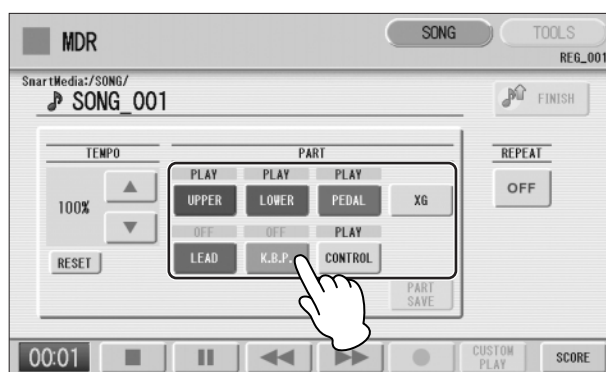 MDR
SONG
TOOLS
REG_001
SmartMedia:/SONG/
SONG_001
FINISH
TEMPO
PART
REPEAT
PLAY PLAY PLAY
100%
UPPER LOWER PEDAL XG
OFF
OFF OFF PLAY
RESET
LEAD K.B.P. CONTROL
PART
SAVE
00:01
CUSTOM
PLAY
SCORE